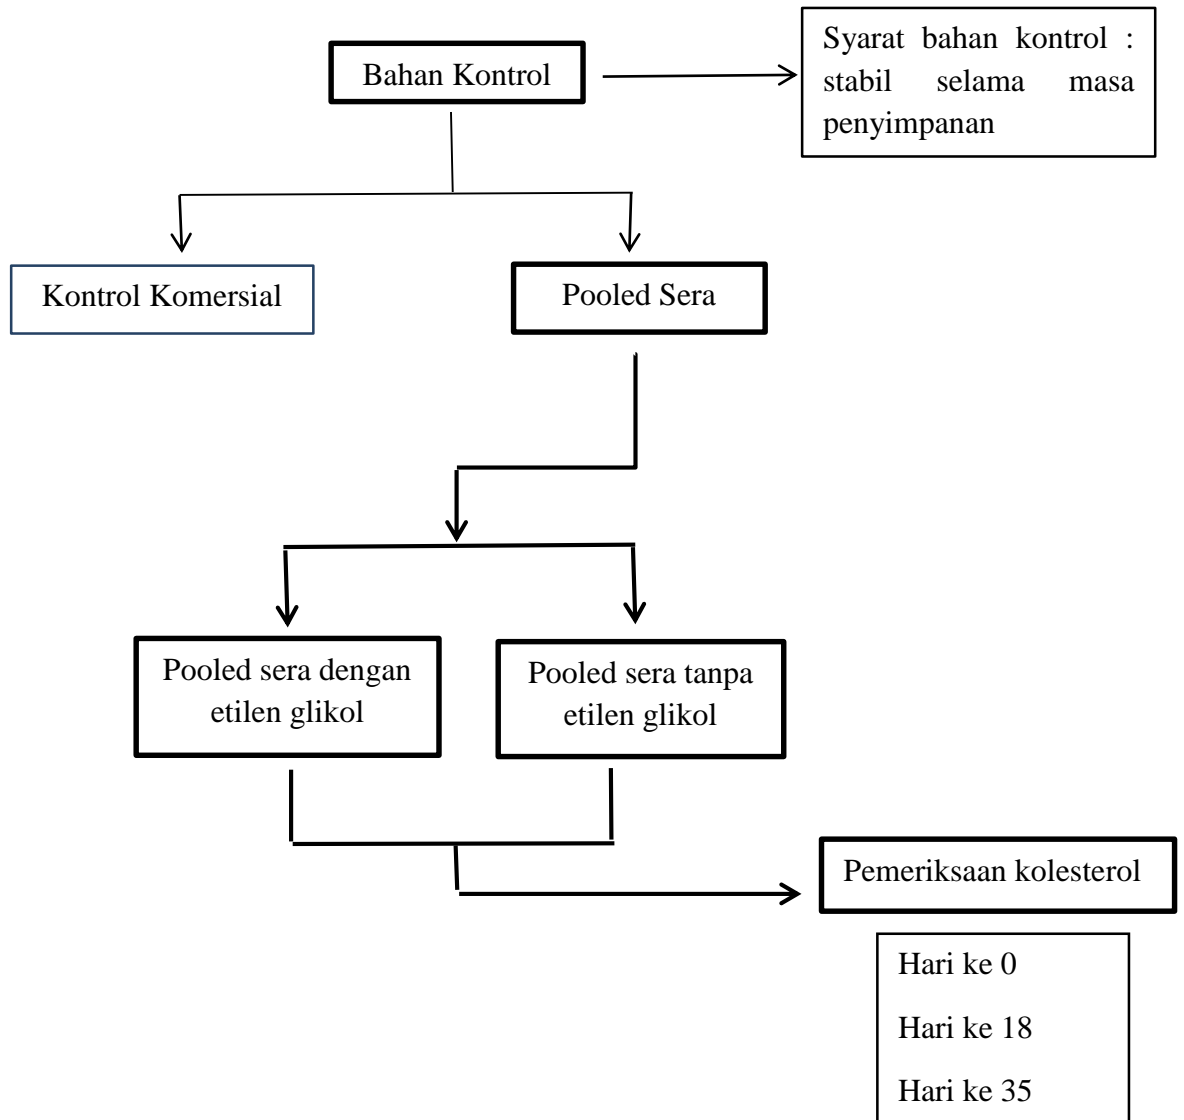 Bahan Kontrol
Syarat bahan kontrol :
stabil selama masa
penyimpanan
Kontrol Komersial
Pooled Sera
Pooled sera dengan
etilen glikol
Pooled sera tanpa
etilen glikol
Pemeriksaan kolesterol
Hari ke 0
Hari ke 18
Hari ke 35